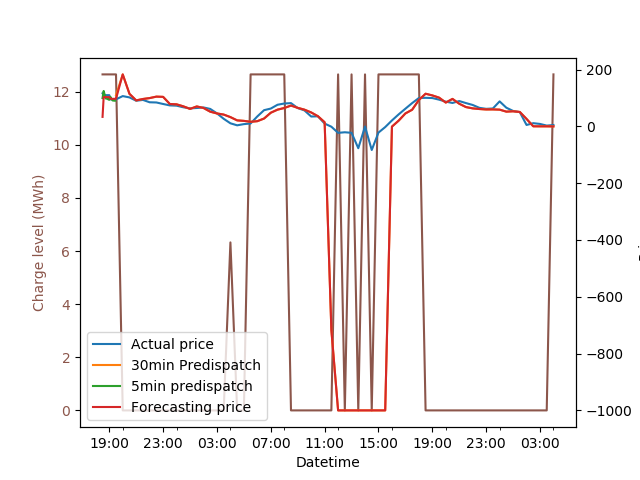 12
10
8
6
4
2
0
Charge level (MWh)
200
0
−200
−400
−600
−800
−1000
Actual price
30min Predispatch
5min predispatch
Forecasting price
19:00 23:00 03:00 07:00 11:00 15:00 19:00 23:00 03:00
Datetime